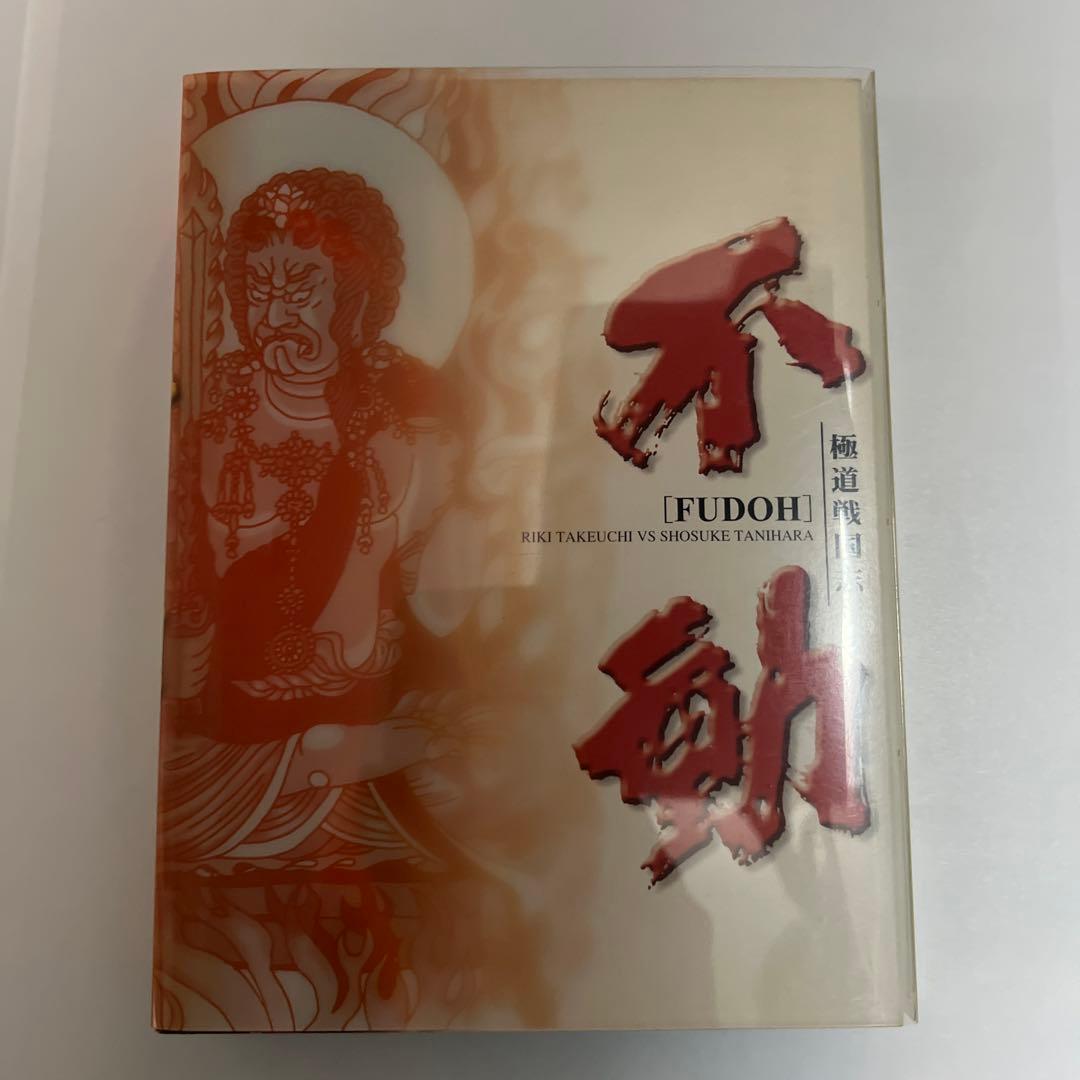 不動
[FUDOH]
RIKI TAKEUCHI VS SHOSUKE TANIHARA
極道戦国志